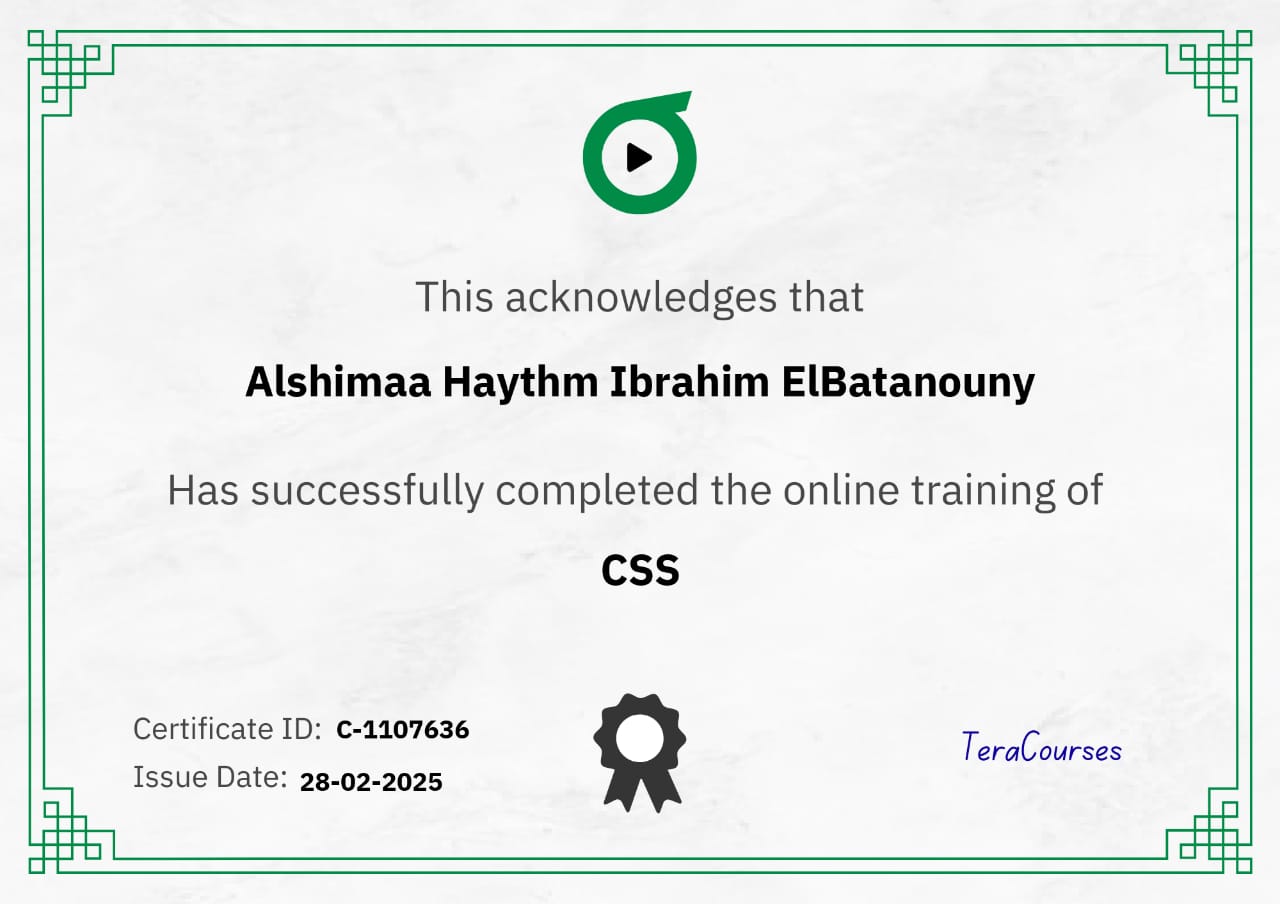 This acknowledges that
Alshimaa Haythm Ibrahim ElBatanouny
Has successfully completed the online training of
CSS
Certificate ID: C-1107636
Issue Date: 28-02-2025
TeraCourses